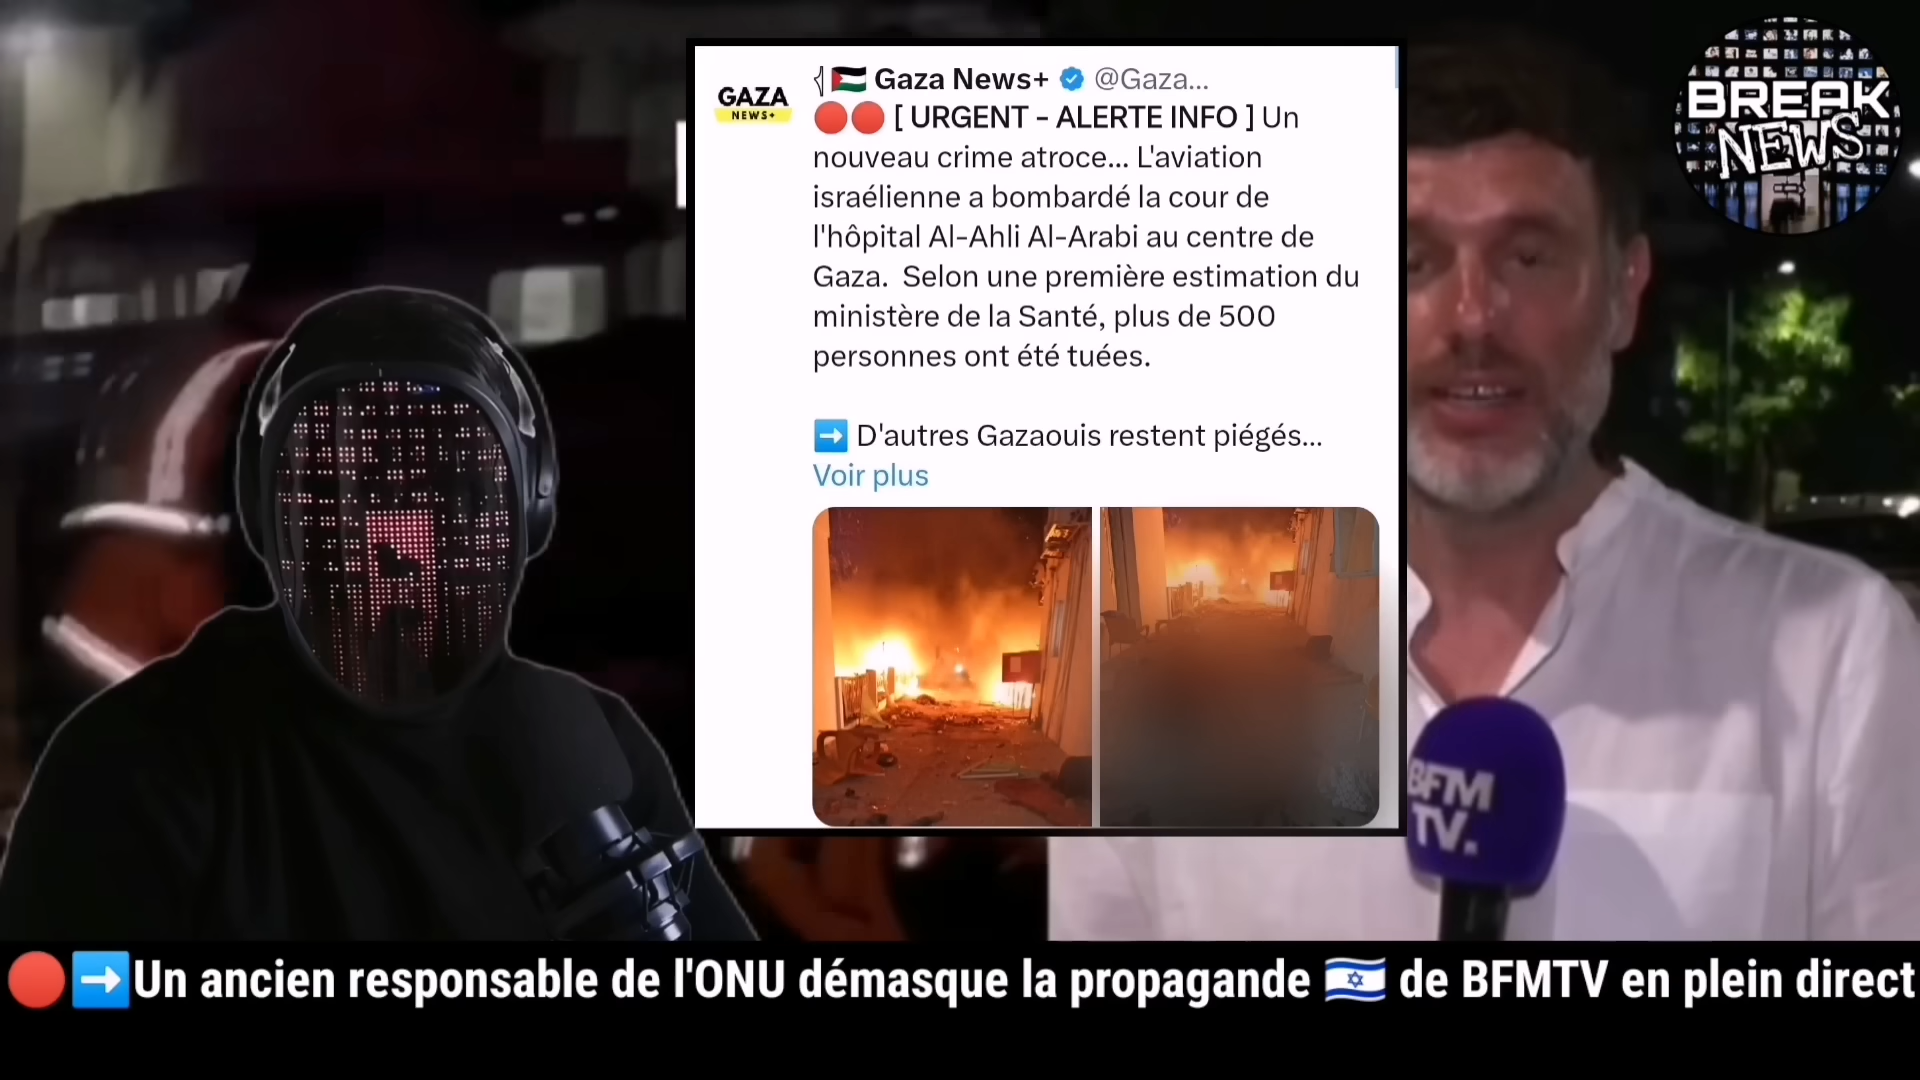 GAZA
NEWS+
Gaza News+ @Gaza...
[ URGENT - ALERTE INFO ] Un
nouveau crime atroce... L'aviation
israélienne a bombardé la cour de
l'hôpital Al-Ahli Al-Arabi au centre de
Gaza. Selon une première estimation du
ministère de la Santé, plus de 500
personnes ont été tuées.
D'autres Gazaouis restent piégés...
Voir plus
BREAK
NEWS
BFM
TV.
Un ancien responsable de l'ONU démasque la propagande 🇮🇱 de BFMTV en plein direct